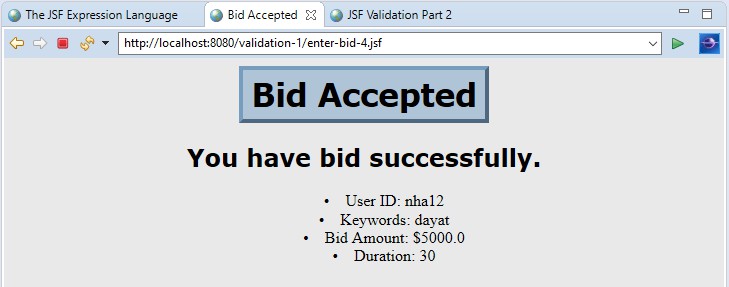 The JSF Expression Language Bid Accepted JSF Validation Part 2
http://localhost:8080/validation-1/enter-bid-4.jsf
Bid Accepted
You have bid successfully.
• User ID: nha12
• Keywords: dayat
• Bid Amount: $5000.0
• Duration: 30